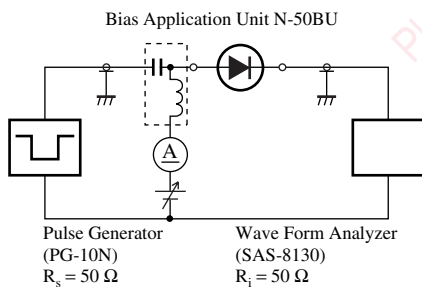 Bias Application Unit N-50BU
A
Pulse Generator
(PG-10N)
Rs = 50 Ω
Wave Form Analyzer
(SAS-8130)
Ri = 50 Ω